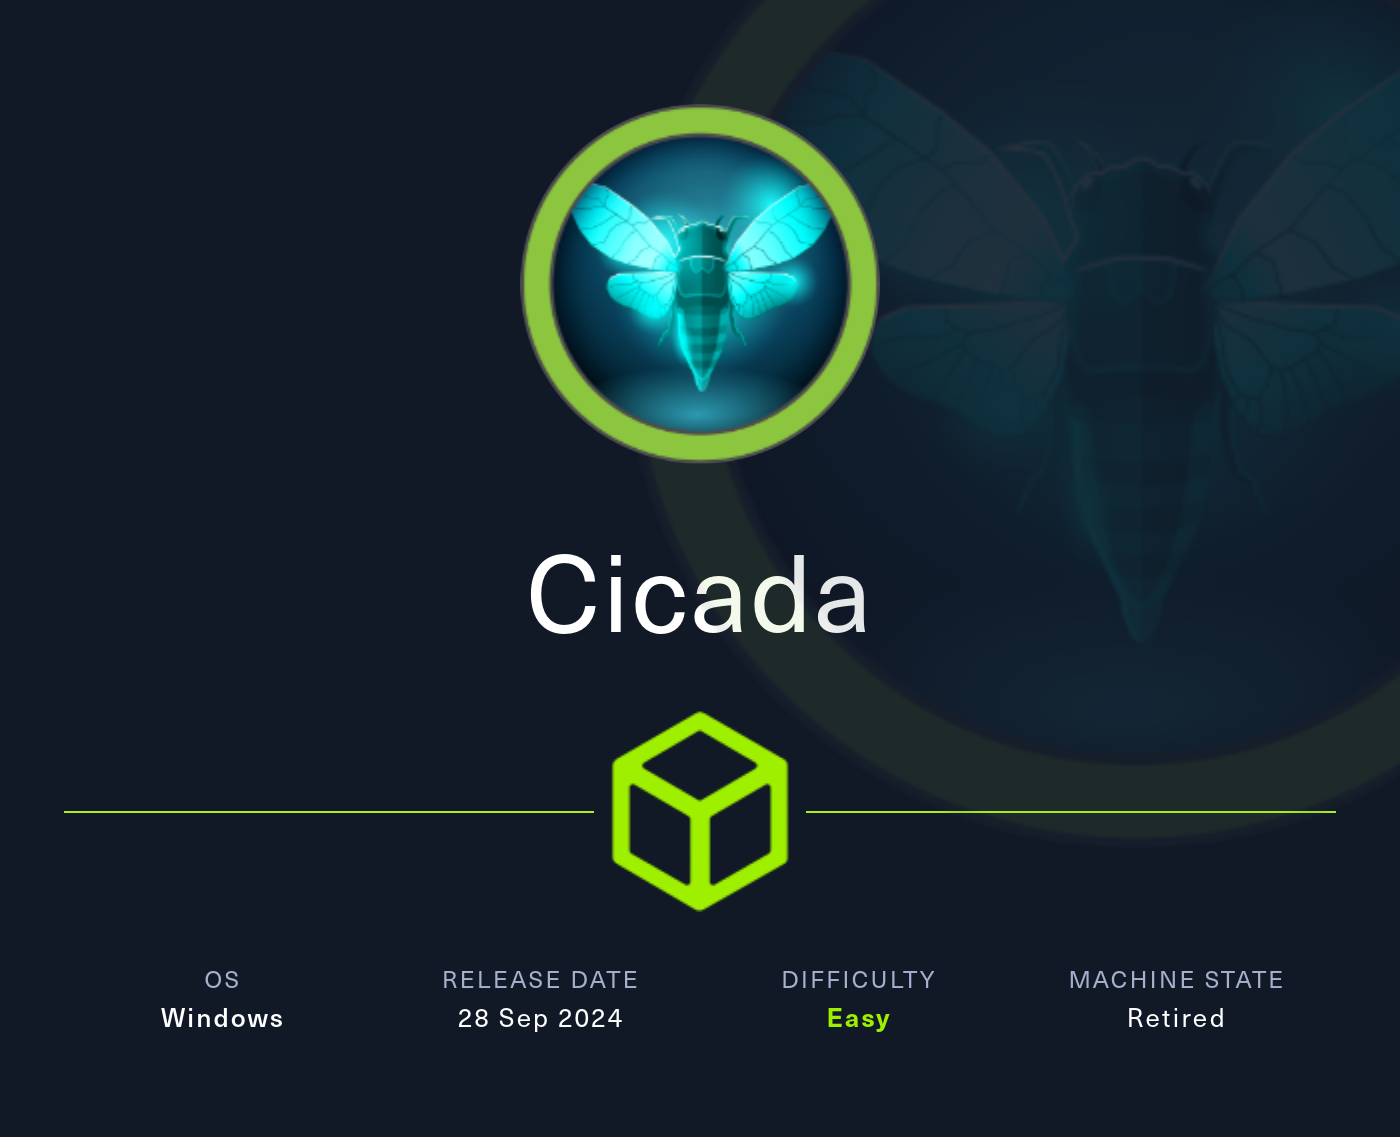 Cicada
OS
Windows
RELEASE DATE
28 Sep 2024
DIFFICULTY
Easy
MACHINE STATE
Retired